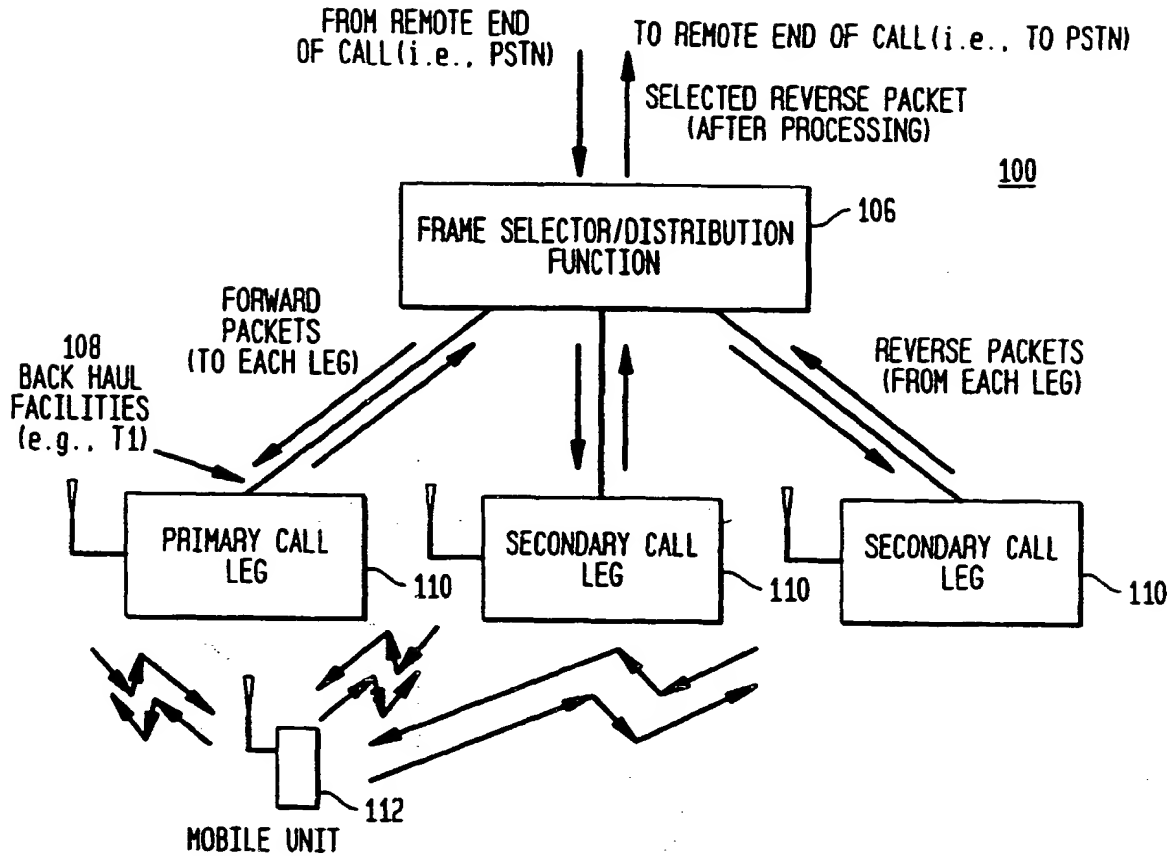 FROM REMOTE END
OF CALL(i.e., PSTN)
TO REMOTE END OF CALL(i.e., TO PSTN)
SELECTED REVERSE PACKET
(AFTER PROCESSING)
100
106
FRAME SELECTOR/DISTRIBUTION
FUNCTION
FORWARD
PACKETS
(TO EACH LEG)
108
BACK HAUL
FACILITIES
(e.g., T1)
REVERSE PACKETS
(FROM EACH LEG)
PRIMARY CALL
LEG
110
SECONDARY CALL
LEG
110
SECONDARY CALL
LEG
110
112
MOBILE UNIT